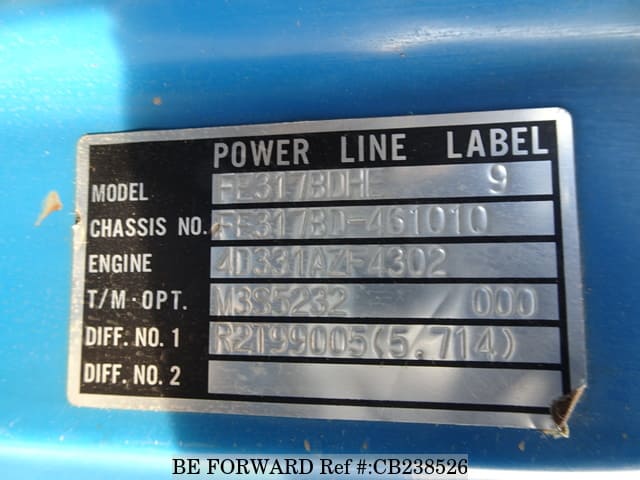 POWER LINE LABEL
MODEL FE317BDHE 9
CHASSIS NO. FE317BD-461010
ENGINE 4D331AZF4302
T/M·OPT. M3S5232 / 000
DIFF. NO. 1 R2T99005(5.714)
DIFF. NO. 2
BE FORWARD Ref #:CB238526